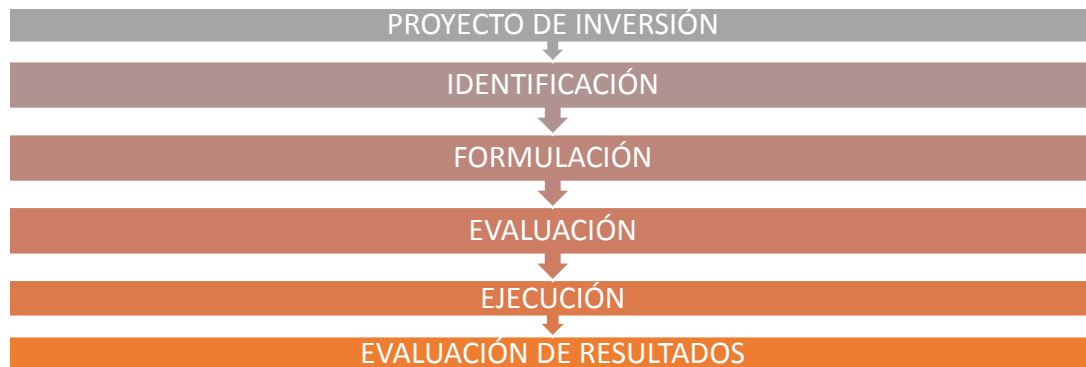 PROYECTO DE INVERSIÓN
IDENTIFICACIÓN
FORMULACIÓN
EVALUACIÓN
EJECUCIÓN
EVALUACIÓN DE RESULTADOS